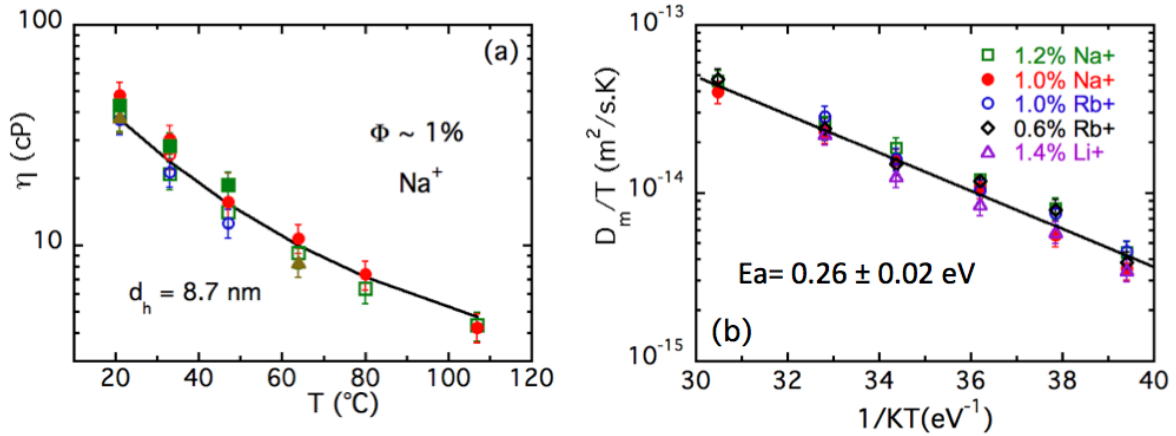 100
(a)
Φ ~ 1%
Na⁺
η (cP)
10
d_h = 8.7 nm
20 40 60 80 100 120
T (°C)
10⁻¹³
1.2% Na+
1.0% Na+
1.0% Rb+
0.6% Rb+
1.4% Li+
D_m/T (m²/s.K)
10⁻¹⁴
Ea= 0.26 ± 0.02 eV
(b)
10⁻¹⁵
30 32 34 36 38 40
1/KT(eV⁻¹)